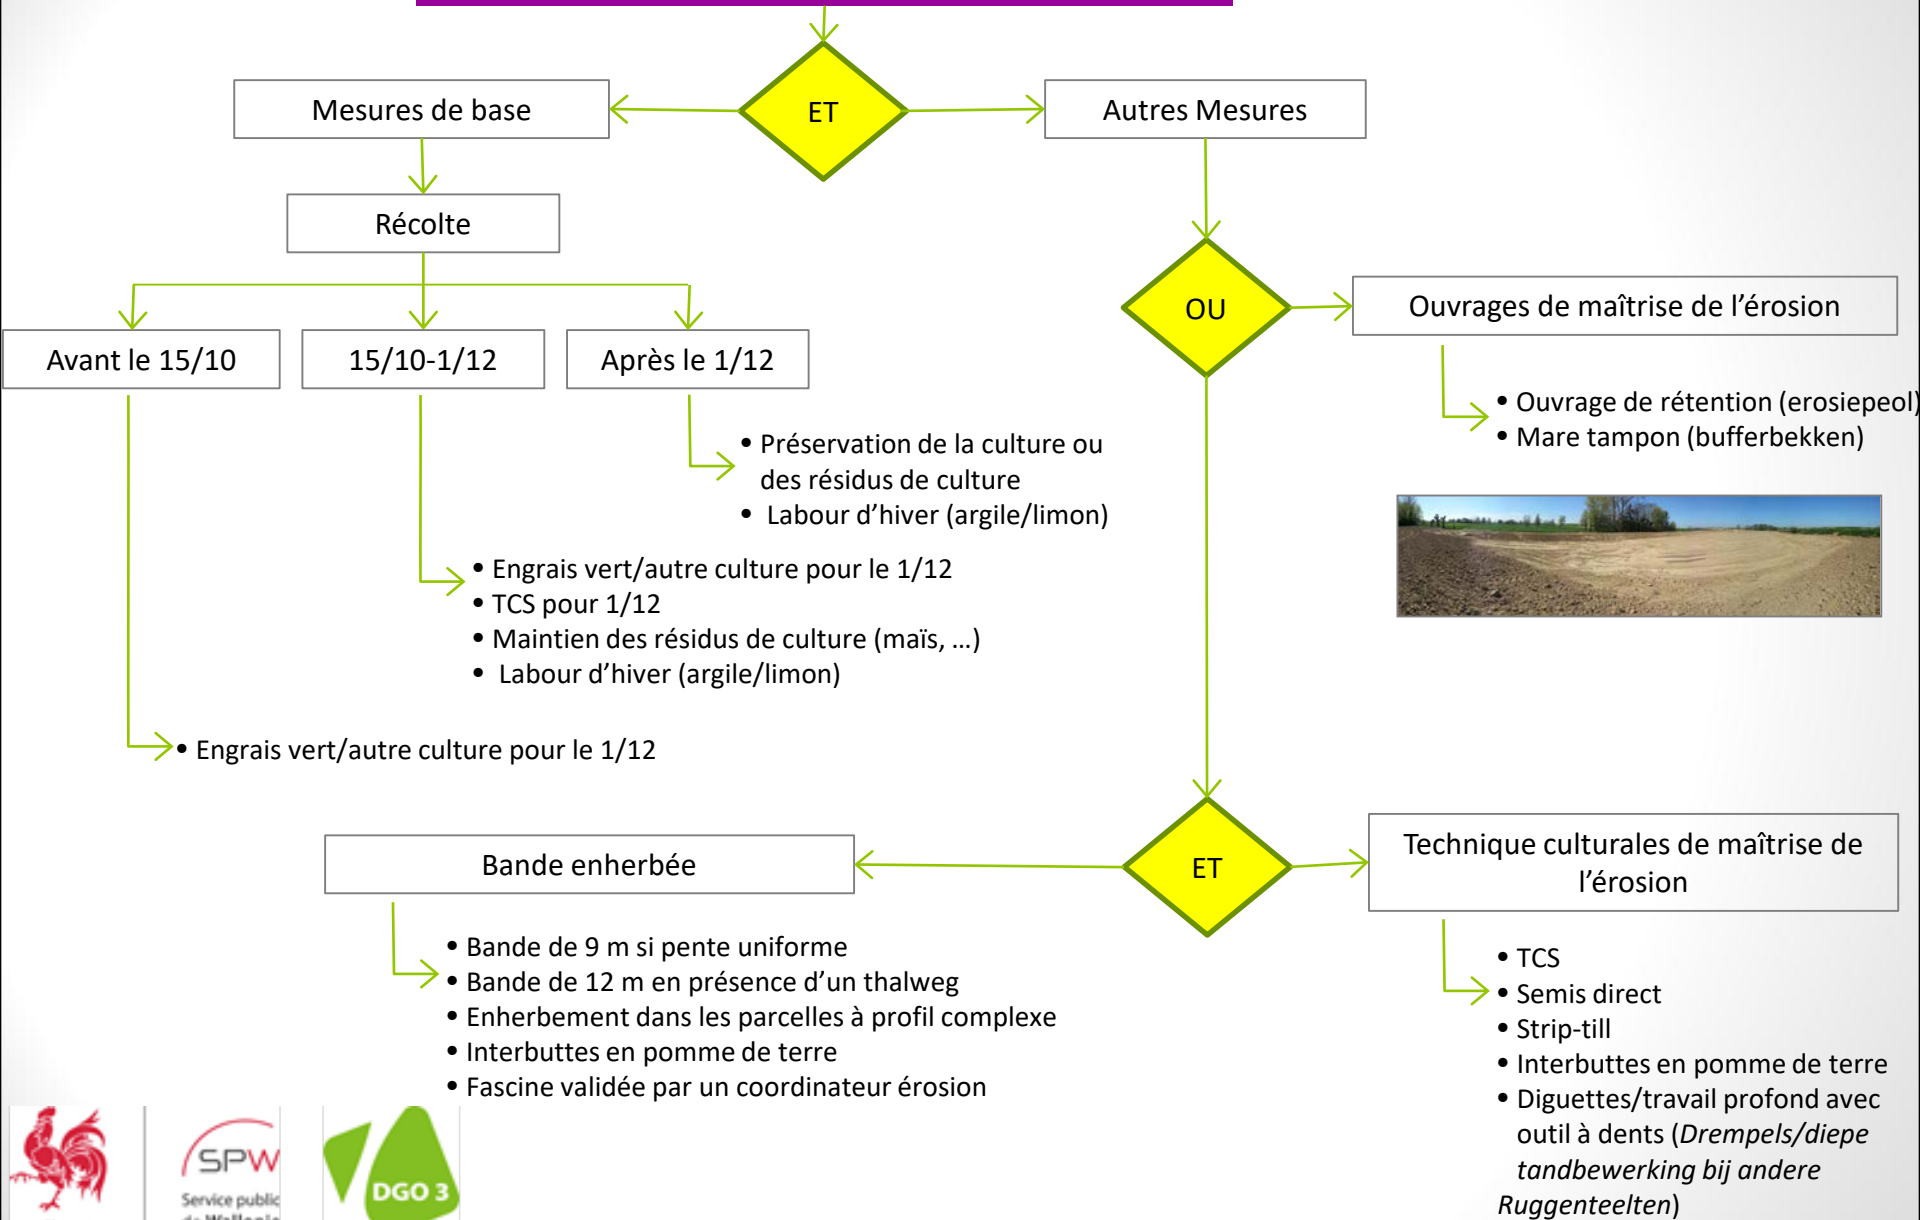 ET
Mesures de base
Autres Mesures
Récolte
OU
Ouvrages de maîtrise de l’érosion
Avant le 15/10
15/10-1/12
Après le 1/12
• Ouvrage de rétention (erosiepoel)
• Mare tampon (bufferbekken)
• Préservation de la culture ou
des résidus de culture
• Labour d’hiver (argile/limon)
• Engrais vert/autre culture pour le 1/12
• TCS pour 1/12
• Maintien des résidus de culture (maïs, …)
• Labour d’hiver (argile/limon)
• Engrais vert/autre culture pour le 1/12
ET
Bande enherbée
Technique culturales de maîtrise de
l’érosion
• Bande de 9 m si pente uniforme
• Bande de 12 m en présence d’un thalweg
• Enherbement dans les parcelles à profil complexe
• Interbuttes en pomme de terre
• Fascine validée par un coordinateur érosion
• TCS
• Semis direct
• Strip-till
• Interbuttes en pomme de terre
• Diguettes/travail profond avec
outil à dents (Drempels/diepe
tandbewerking bij andere
Ruggenteelten)
SPW
Service public
de Wallonie
DGO 3